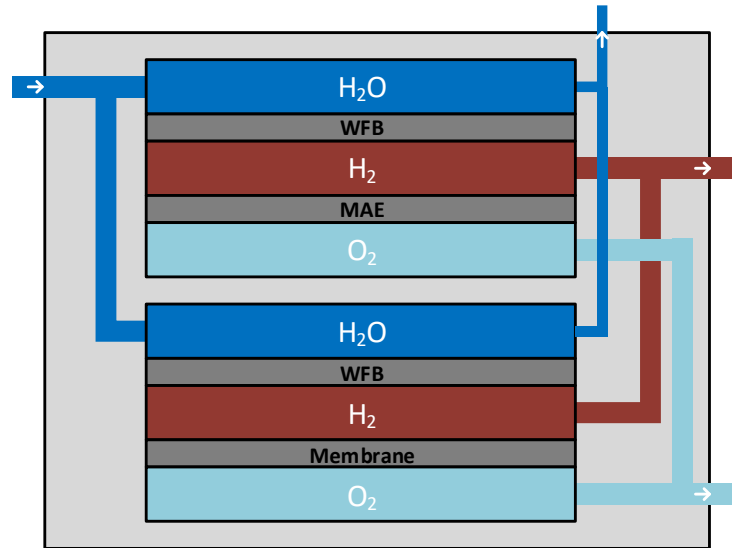 H₂O
WFB
H₂
MAE
O₂
H₂O
WFB
H₂
Membrane
O₂